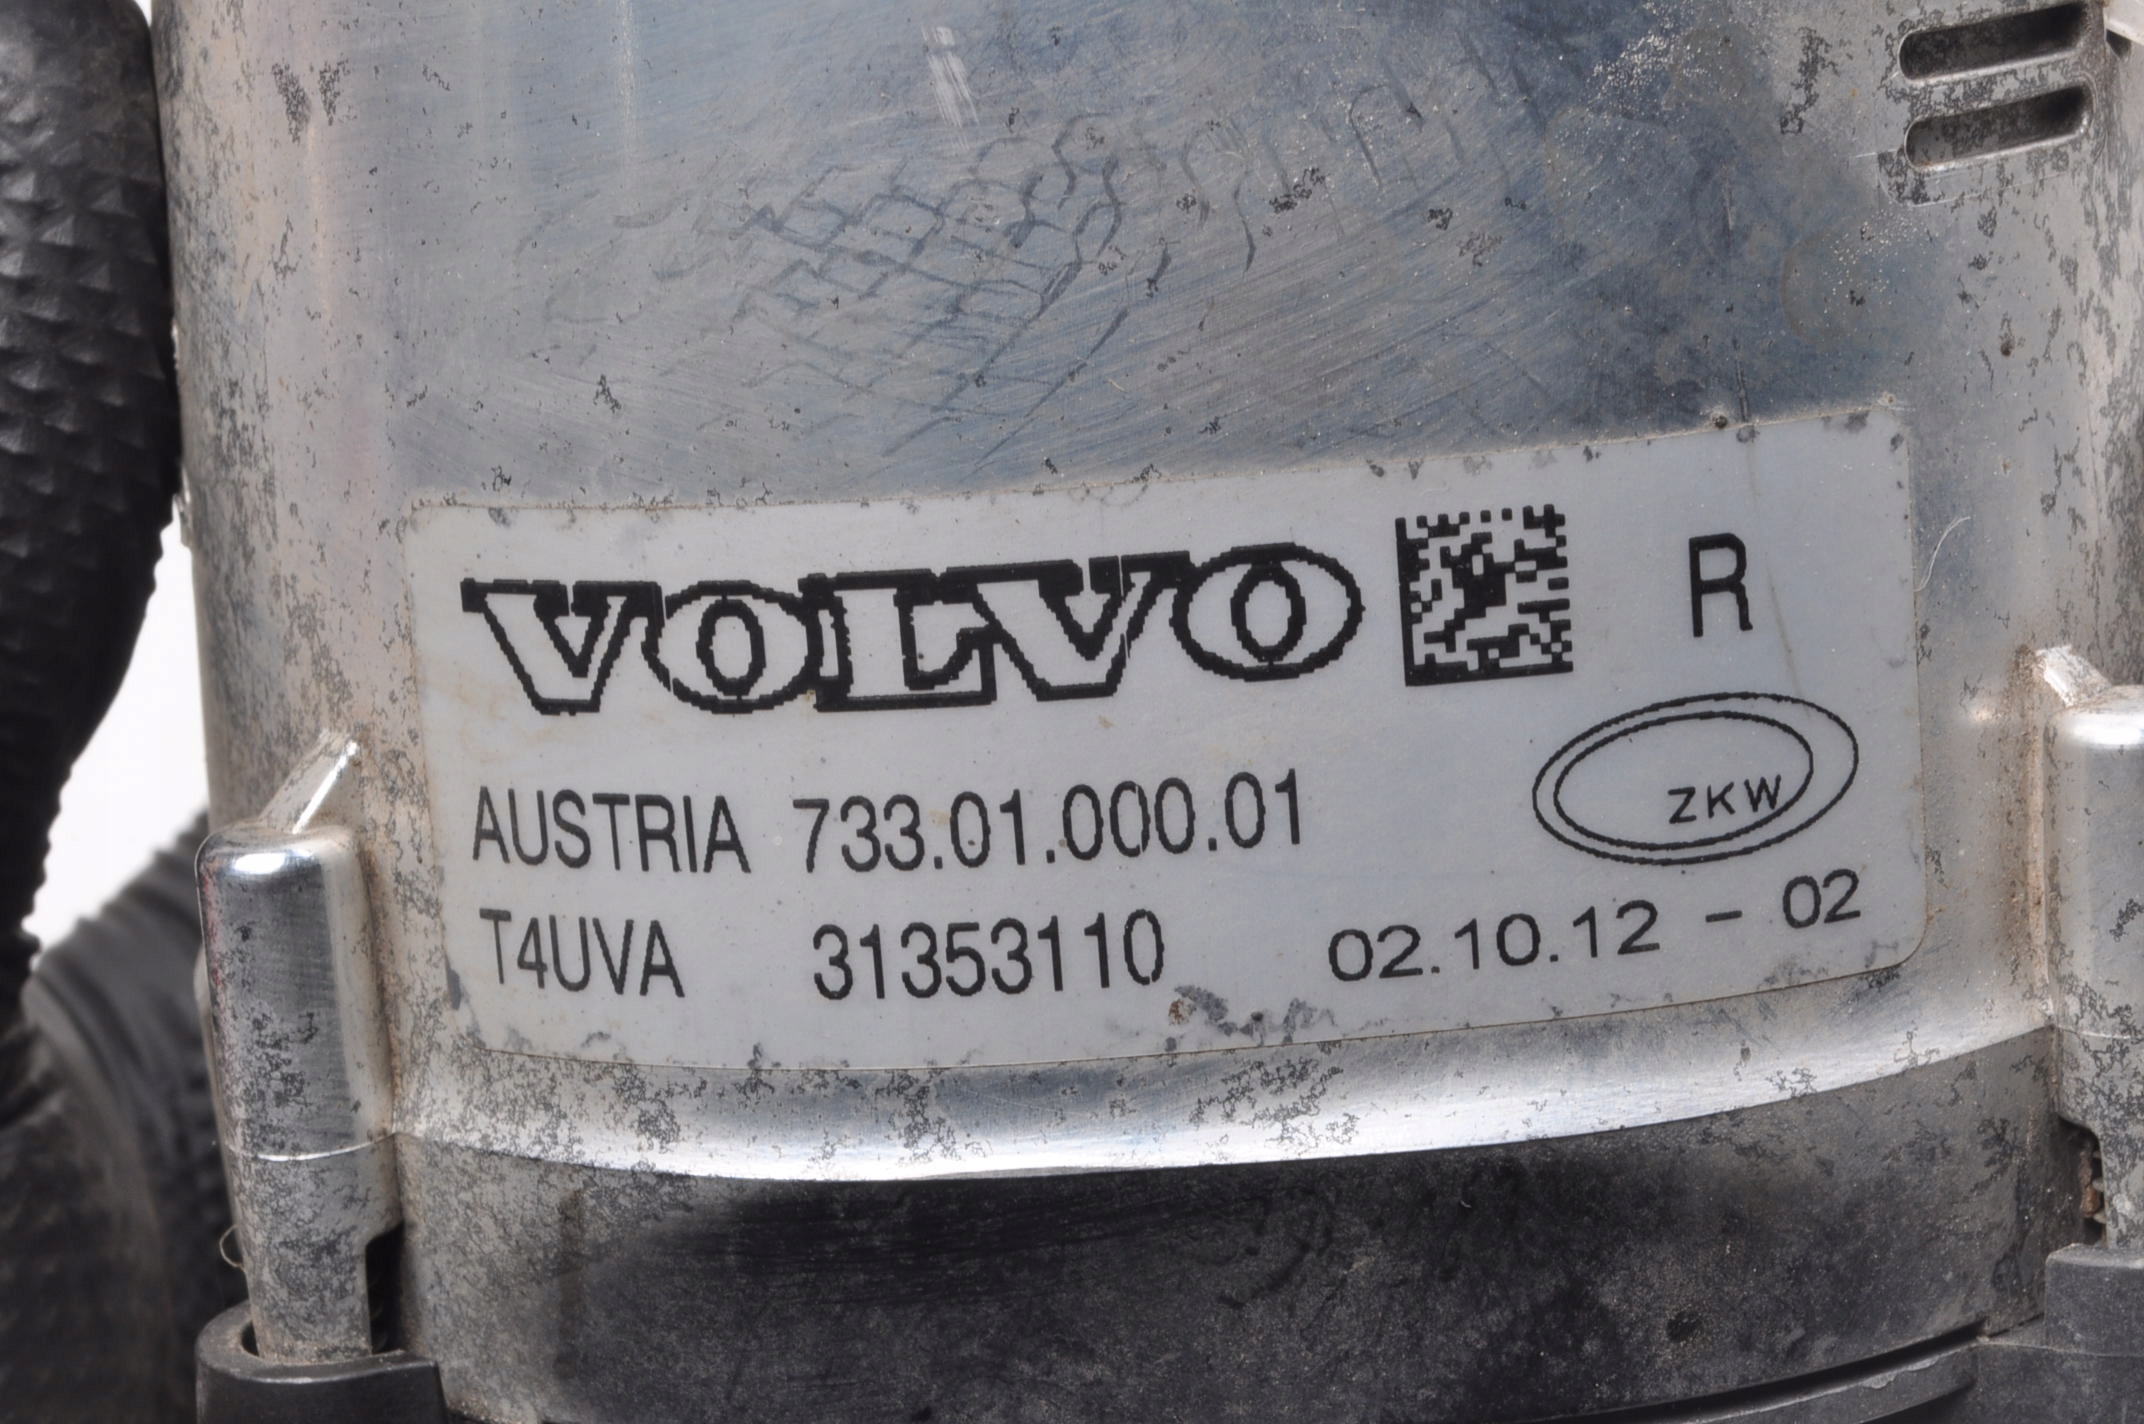 VOLVO R
ZKW
AUSTRIA 733.01.000.01
T4UVA 31353110 02.10.12 - 02